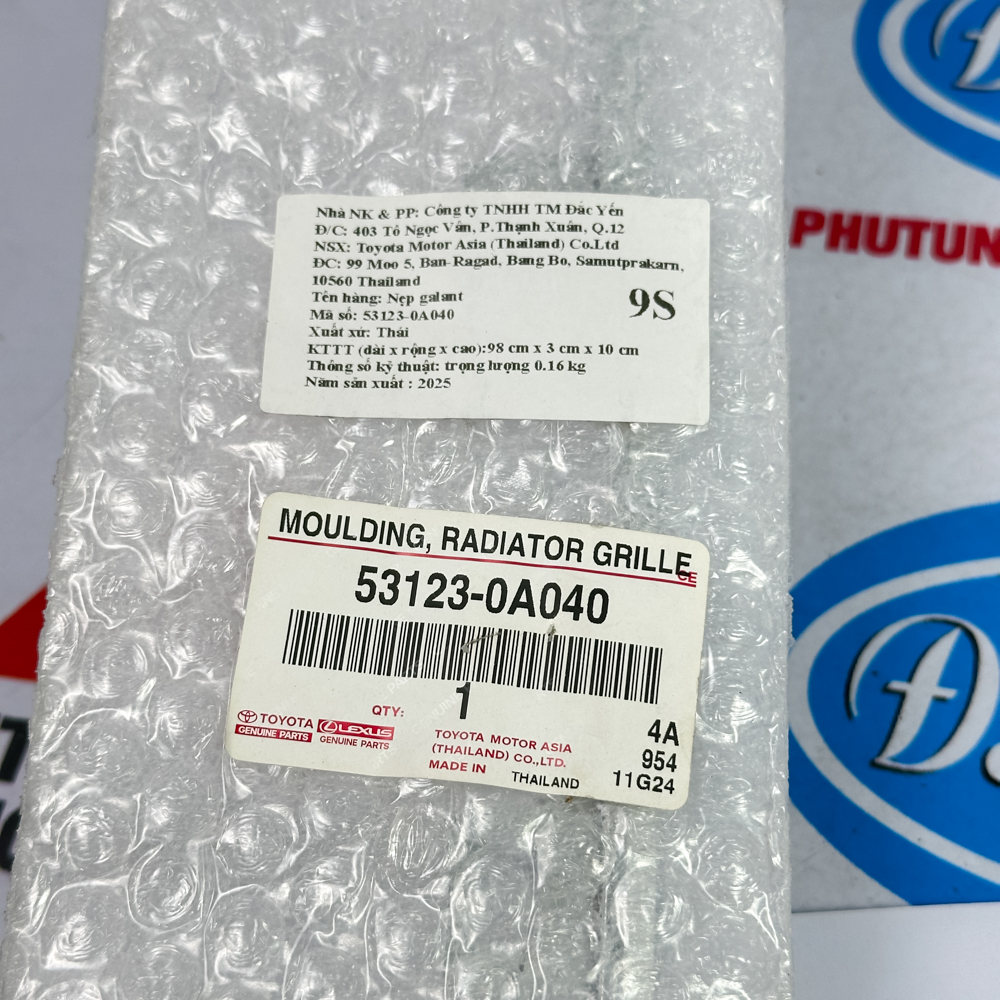 Nhà NK & PP: Công ty TNHH TM Đắc Yến
Đ/C: 403 Tô Ngọc Vân, P.Thạnh Xuân, Q.12
NSX: Toyota Motor Asia (Thailand) Co.Ltd
ĐC: 99 Moo 5, Ban-Ragad, Bang Bo, Samutprakarn,
10560 Thailand
Tên hàng: Nẹp galant
9S
Mã số: 53123-0A040
Xuất xứ: Thái
KTTT (dài x rộng x cao):98 cm x 3 cm x 10 cm
Thông số kỹ thuật: trọng lượng 0.16 kg
Năm sản xuất : 2025
PHUTUN
MOULDING, RADIATOR GRILLE
CE
53123-0A040
QTY: 1
TOYOTA
GENUINE PARTS
LEXUS
GENUINE PARTS
TOYOTA MOTOR ASIA
(THAILAND) CO.,LTD.
MADE IN THAILAND
4A
954
11G24